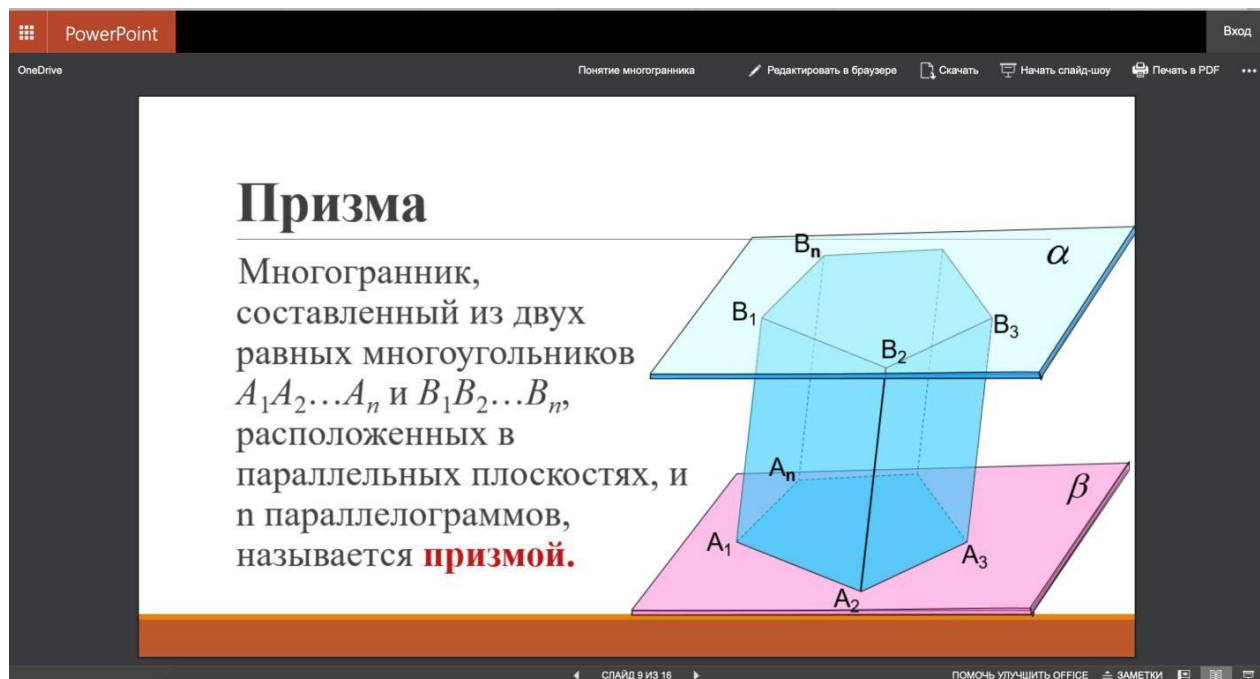 PowerPoint
Вход
OneDrive
Понятие многогранника
Редактировать в браузере
Скачать
Начать слайд-шоу
Печать в PDF
Призма
Многогранник,
составленный из двух
равных многоугольников
A₁A₂…Aₙ и B₁B₂…Bₙ,
расположенных в
параллельных плоскостях, и
n параллелограммов,
называется призмой.
Bₙ
α
B₁
B₃
B₂
Aₙ
β
A₁
A₃
A₂
СЛАЙД 9 ИЗ 16
ПОМОЧЬ УЛУЧШИТЬ OFFICE
ЗАМЕТКИ